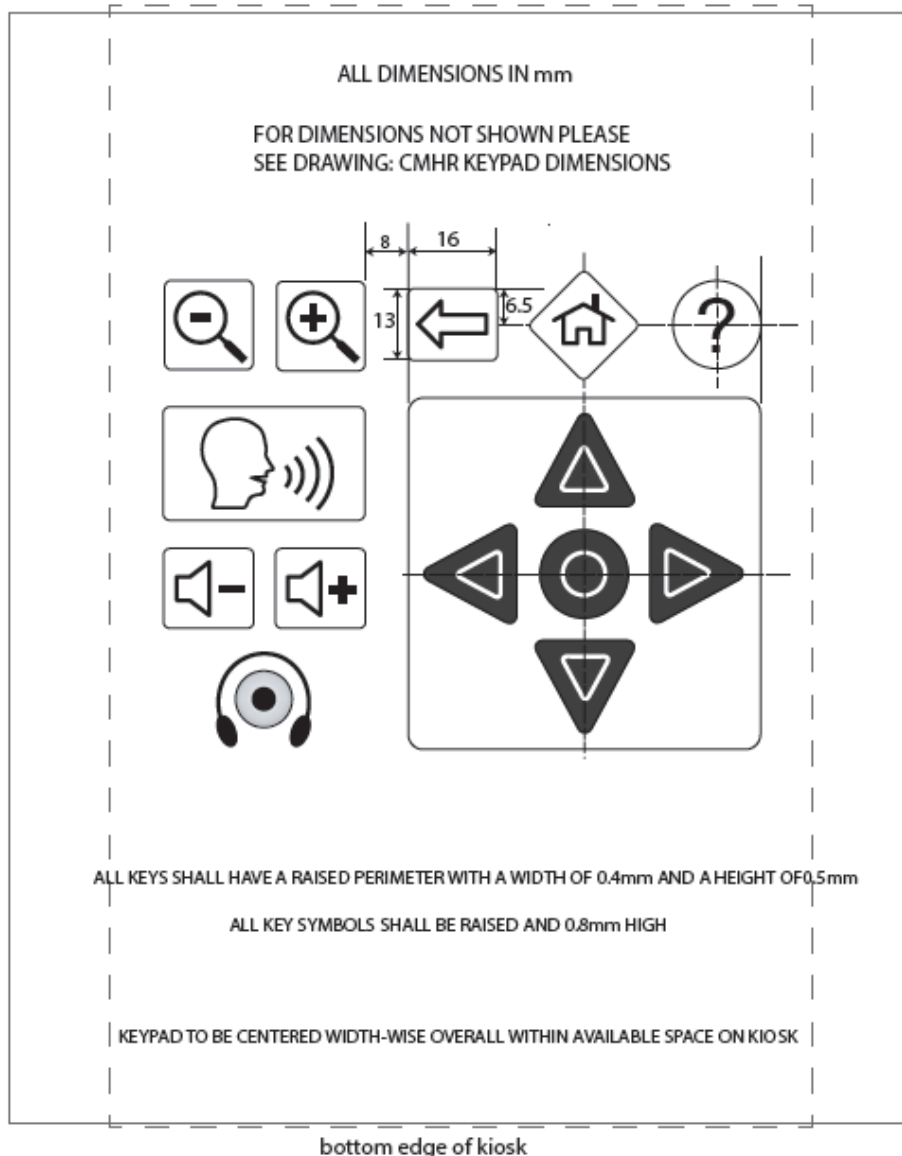 ALL DIMENSIONS IN mm
FOR DIMENSIONS NOT SHOWN PLEASE
SEE DRAWING: CMHR KEYPAD DIMENSIONS
8
16
13
6.5
?
ALL KEYS SHALL HAVE A RAISED PERIMETER WITH A WIDTH OF 0.4mm AND A HEIGHT OF0.5mm
ALL KEY SYMBOLS SHALL BE RAISED AND 0.8mm HIGH
KEYPAD TO BE CENTERED WIDTH-WISE OVERALL WITHIN AVAILABLE SPACE ON KIOSK
bottom edge of kiosk